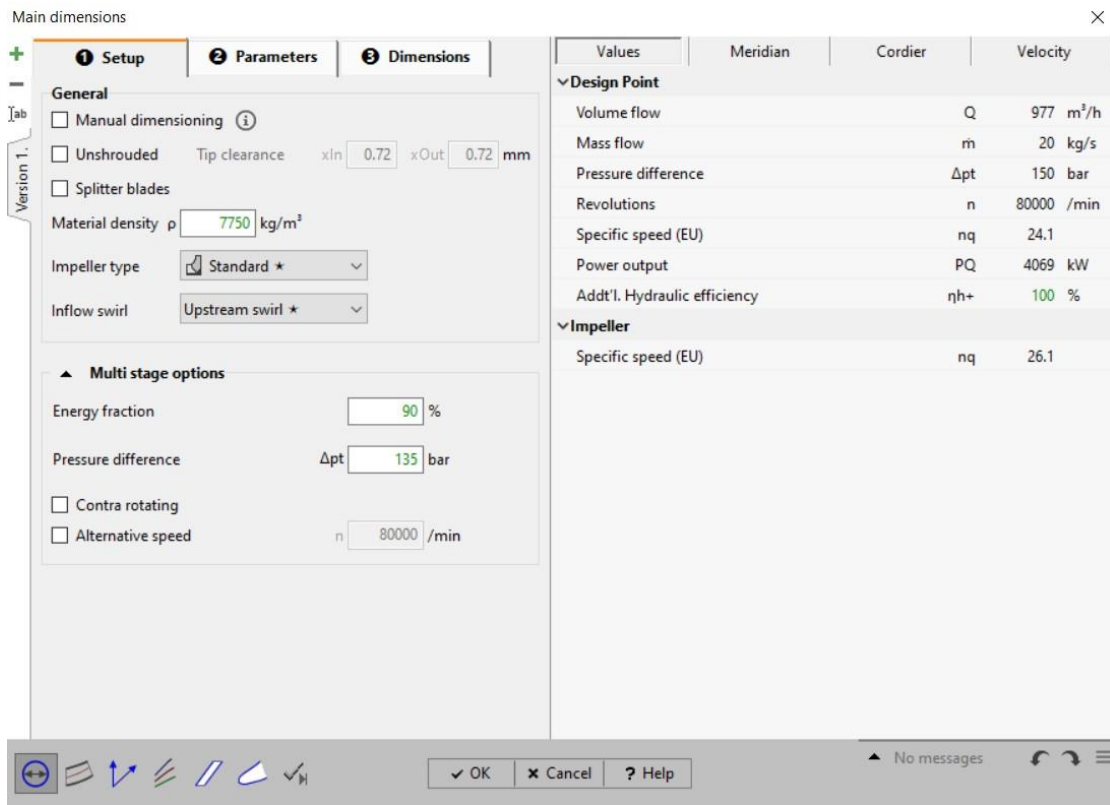 Main dimensions
❶ Setup ❷ Parameters ❸ Dimensions
General
Manual dimensioning
Unshrouded Tip clearance xIn 0.72 xOut 0.72 mm
Splitter blades
Material density ρ 7750 kg/m³
Impeller type Standard ★
Inflow swirl Upstream swirl ★
Multi stage options
Energy fraction 90 %
Pressure difference Δpt 135 bar
Contra rotating
Alternative speed n 80000 /min
ab
Version 1.
Values Meridian Cordier Velocity
Design Point
Volume flow Q 977 m³/h
Mass flow ṁ 20 kg/s
Pressure difference Δpt 150 bar
Revolutions n 80000 /min
Specific speed (EU) nq 24.1
Power output PQ 4069 kW
Addt'l. Hydraulic efficiency ηh+ 100 %
Impeller
Specific speed (EU) nq 26.1
OK Cancel ? Help
No messages